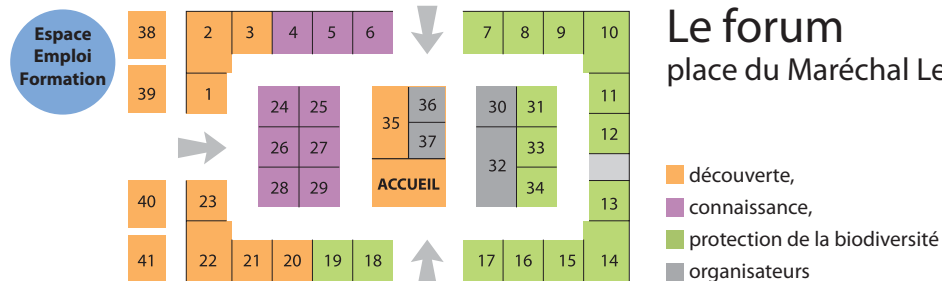 Espace
Emploi
Formation
38 2 3 4 5 6 7 8 9 10
39 1 11
24 25 35 36 30 31
26 27 37 32 33 12
28 29 ACCUEIL 34
40 23 13
41 22 21 20 19 18 17 16 15 14
Le forum
place du Maréchal Le
découverte,
connaissance,
protection de la biodiversité
organisateurs